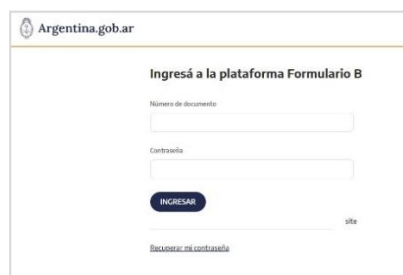 Argentina.gob.ar
Ingresá a la plataforma Formulario B
Número de documento
Contraseña
INGRESAR
site
Recuperar mi contraseña